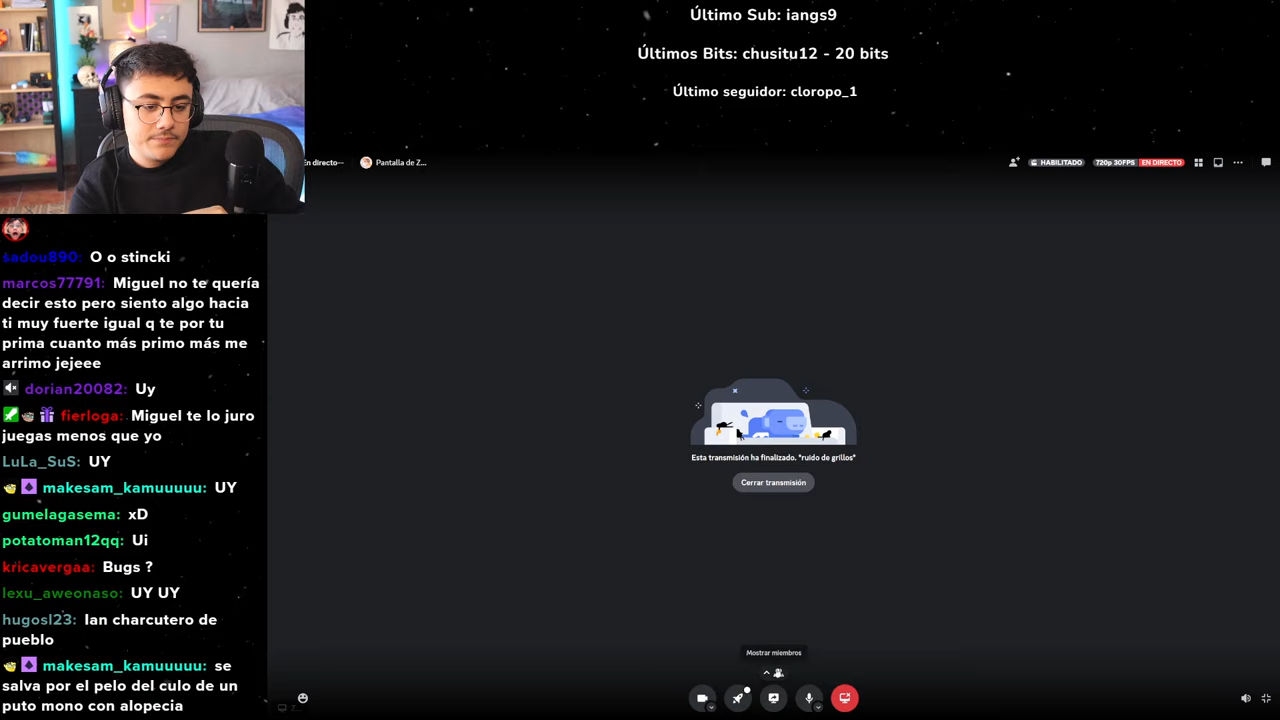 Último Sub: iangs9
Últimos Bits: chusitu12 - 20 bits
Último seguidor: cloropo_1
En directo--
Pantalla de Z...
HABILITADO
720p 30FPS
EN DIRECTO
sadou890: O o stincki
marcos77791: Miguel no te quería
decir esto pero siento algo hacia
ti muy fuerte igual q te por tu
prima cuanto más primo más me
arrimo jejeee
dorian20082: Uy
fierloga: Miguel te lo juro
juegas menos que yo
LuLa_SuS: UY
makesam_kamuuuuu: UY
gumelagasema: xD
potatoman12qq: Ui
kricavergaa: Bugs ?
lexu_aweonaso: UY UY
hugosl23: Ian charcutero de
pueblo
makesam_kamuuuuu: se
salva por el pelo del culo de un
puto mono con alopecia
Esta transmisión ha finalizado. *ruido de grillos*
Cerrar transmisión
Mostrar miembros